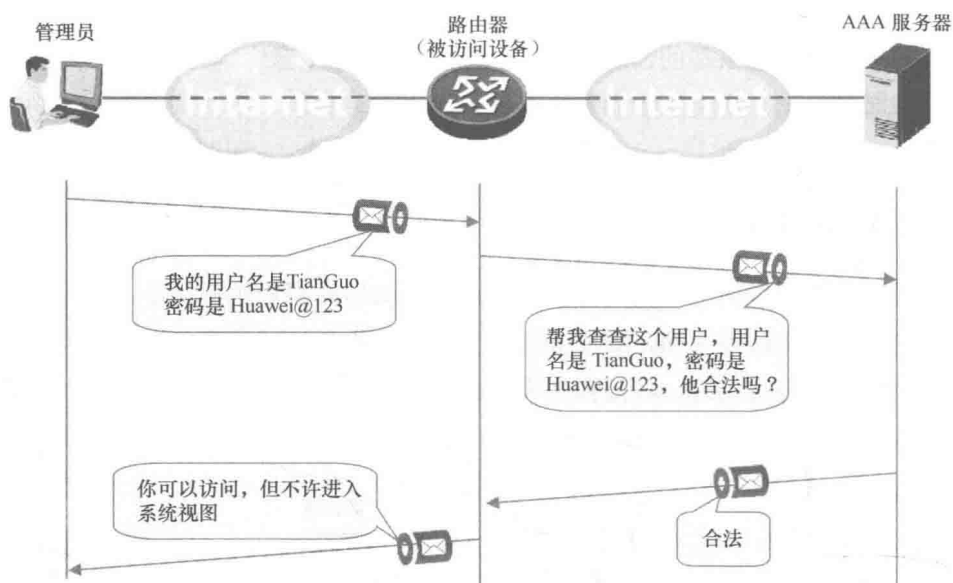 管理员
路由器
（被访问设备）
AAA 服务器
Internet
Internet
我的用户名是TianGuo
密码是 Huawei@123
帮我查查这个用户，用户
名是 TianGuo，密码是
Huawei@123，他合法吗？
你可以访问，但不许进入
系统视图
合法